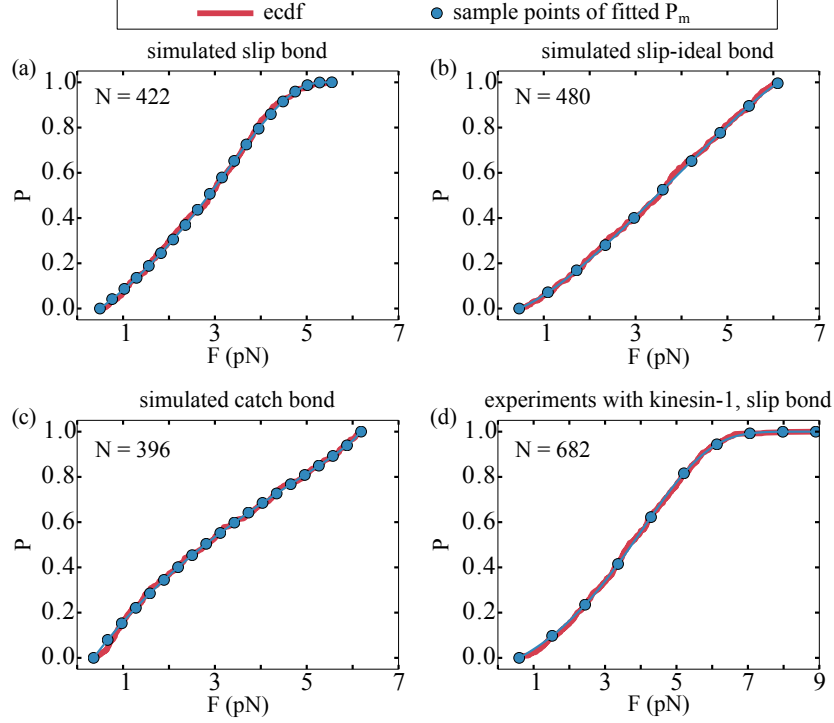 ecdf
sample points of fitted P_m
simulated slip bond
(a)
N = 422
P
1.0
0.8
0.6
0.4
0.2
0.0
1 3 5 7
F (pN)
simulated slip-ideal bond
(b)
N = 480
1.0
0.8
0.6
0.4
0.2
0.0
1 3 5 7
F (pN)
simulated catch bond
(c)
N = 396
P
1.0
0.8
0.6
0.4
0.2
0.0
1 3 5 7
F (pN)
experiments with kinesin-1, slip bond
(d)
N = 682
P
1.0
0.8
0.6
0.4
0.2
0.0
1 3 5 7 9
F (pN)